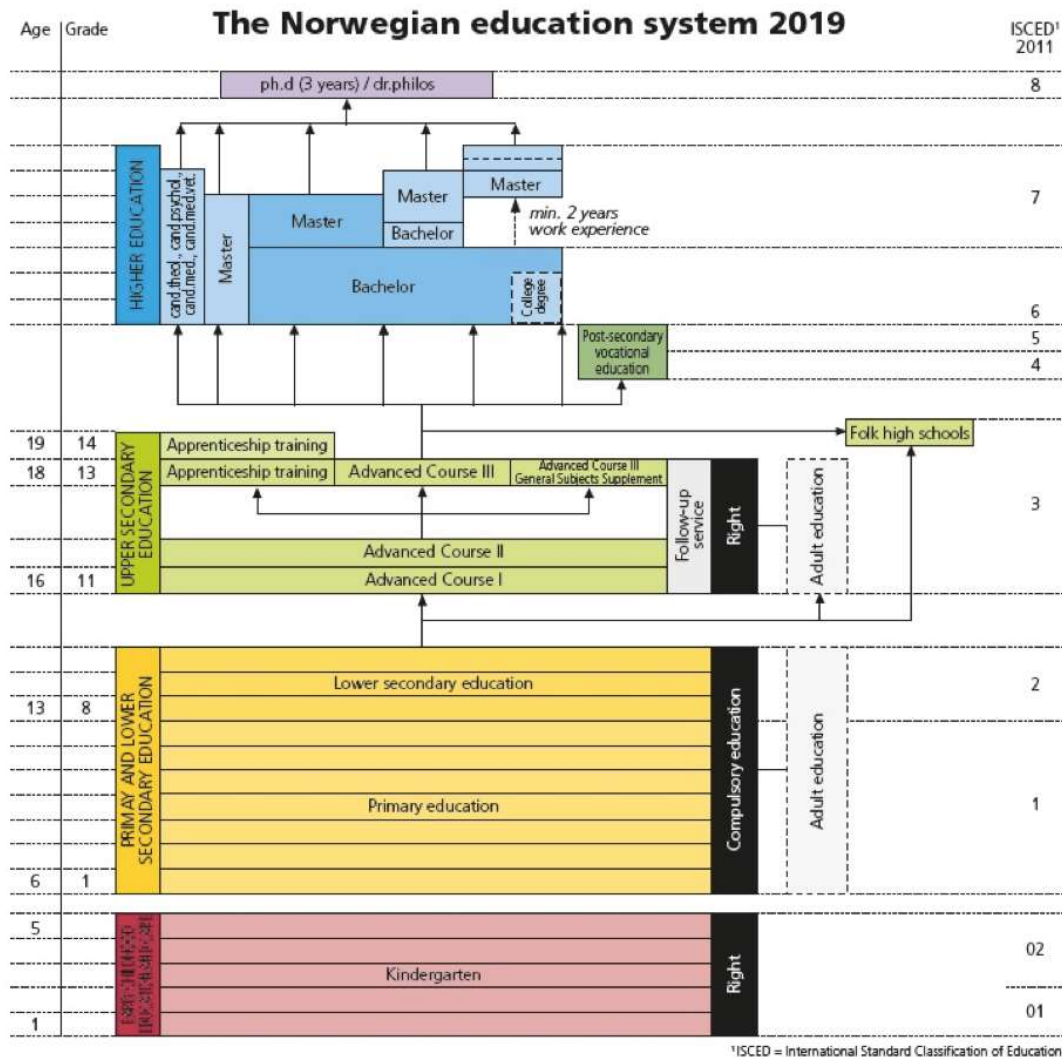 The Norwegian education system 2019
Age
Grade
ISCED¹
2011
ph.d (3 years) / dr.philos
8
HIGHER EDUCATION
cand.theol., cand.psychol.,
cand.med., cand.med.vet.
Master
Master
Master
Bachelor
Master
min. 2 years
work experience
7
Bachelor
College
degree
6
Post-secondary
vocational
education
5
4
Folk high schools
UPPER SECONDARY
EDUCATION
19
14
Apprenticeship training
18
13
Apprenticeship training
Advanced Course III
Advanced Course III
General Subjects Supplement
Follow-up
service
Right
Adult education
3
Advanced Course II
16
11
Advanced Course I
PRIMAY AND LOWER
SECONDARY EDUCATION
Lower secondary education
2
13
8
Compulsory education
Adult education
Primary education
1
6
1
5
Kindergarten
Right
02
01
1
¹ISCED = International Standard Classification of Education